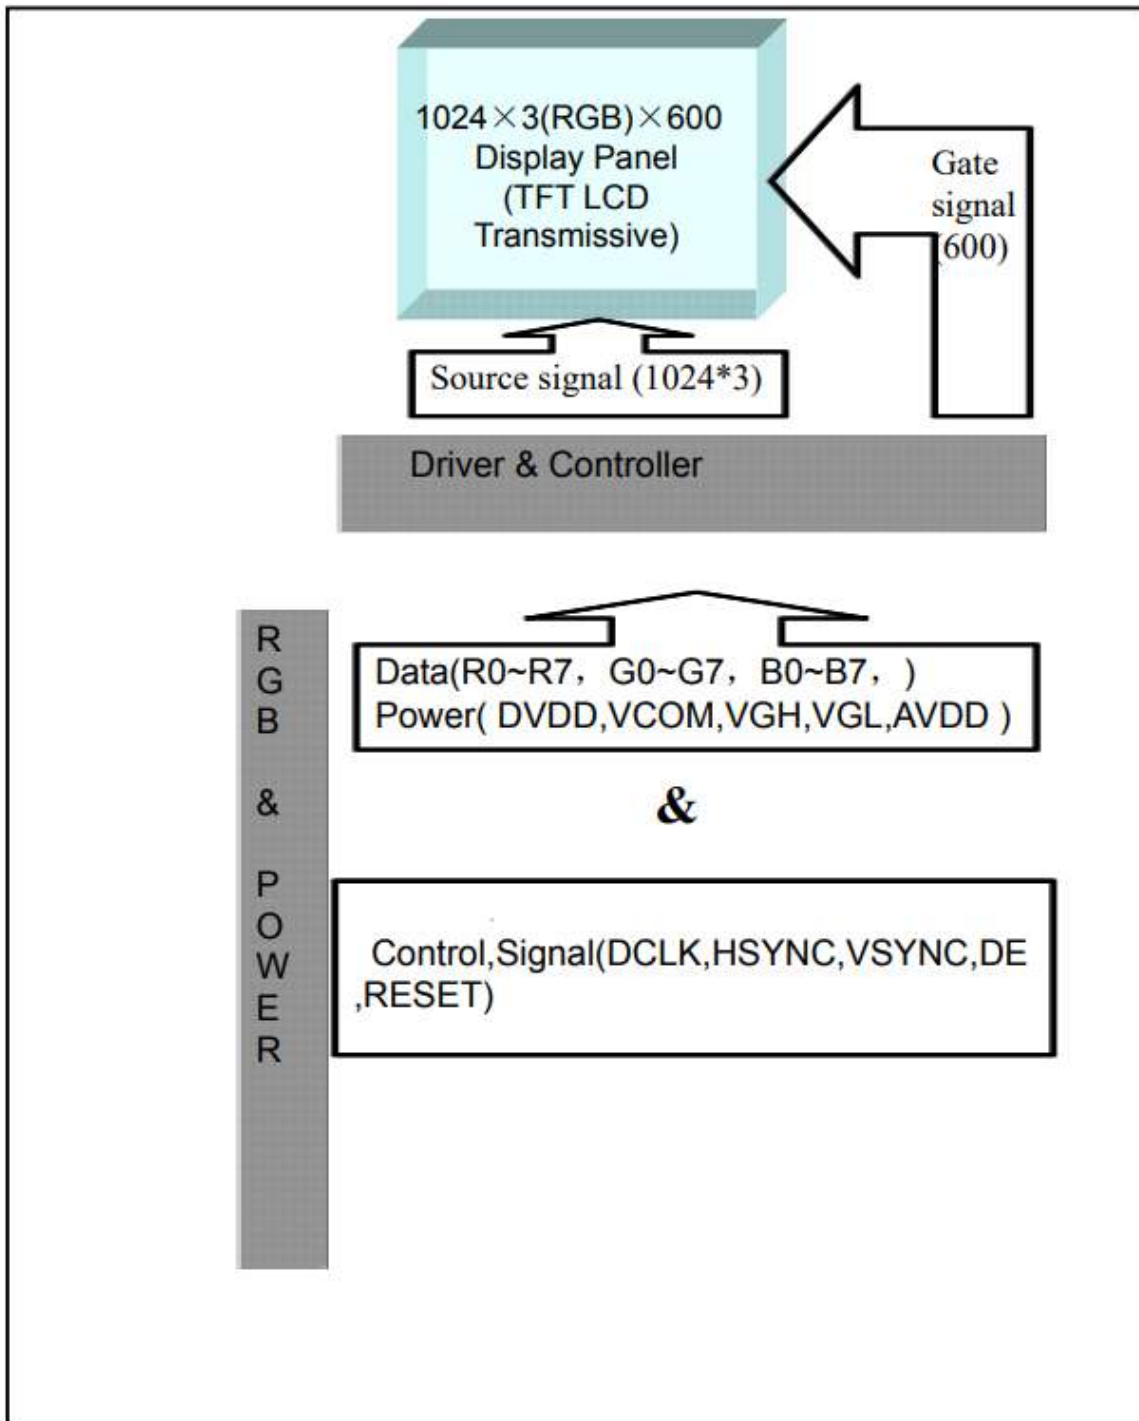 1024×3(RGB)×600
Display Panel
(TFT LCD
Transmissive)
Gate
signal
(600)
Source signal (1024*3)
Driver & Controller
R
G
B
&
P
O
W
E
R
Data(R0~R7，G0~G7，B0~B7，)
Power( DVDD,VCOM,VGH,VGL,AVDD )
&
Control,Signal(DCLK,HSYNC,VSYNC,DE
,RESET)